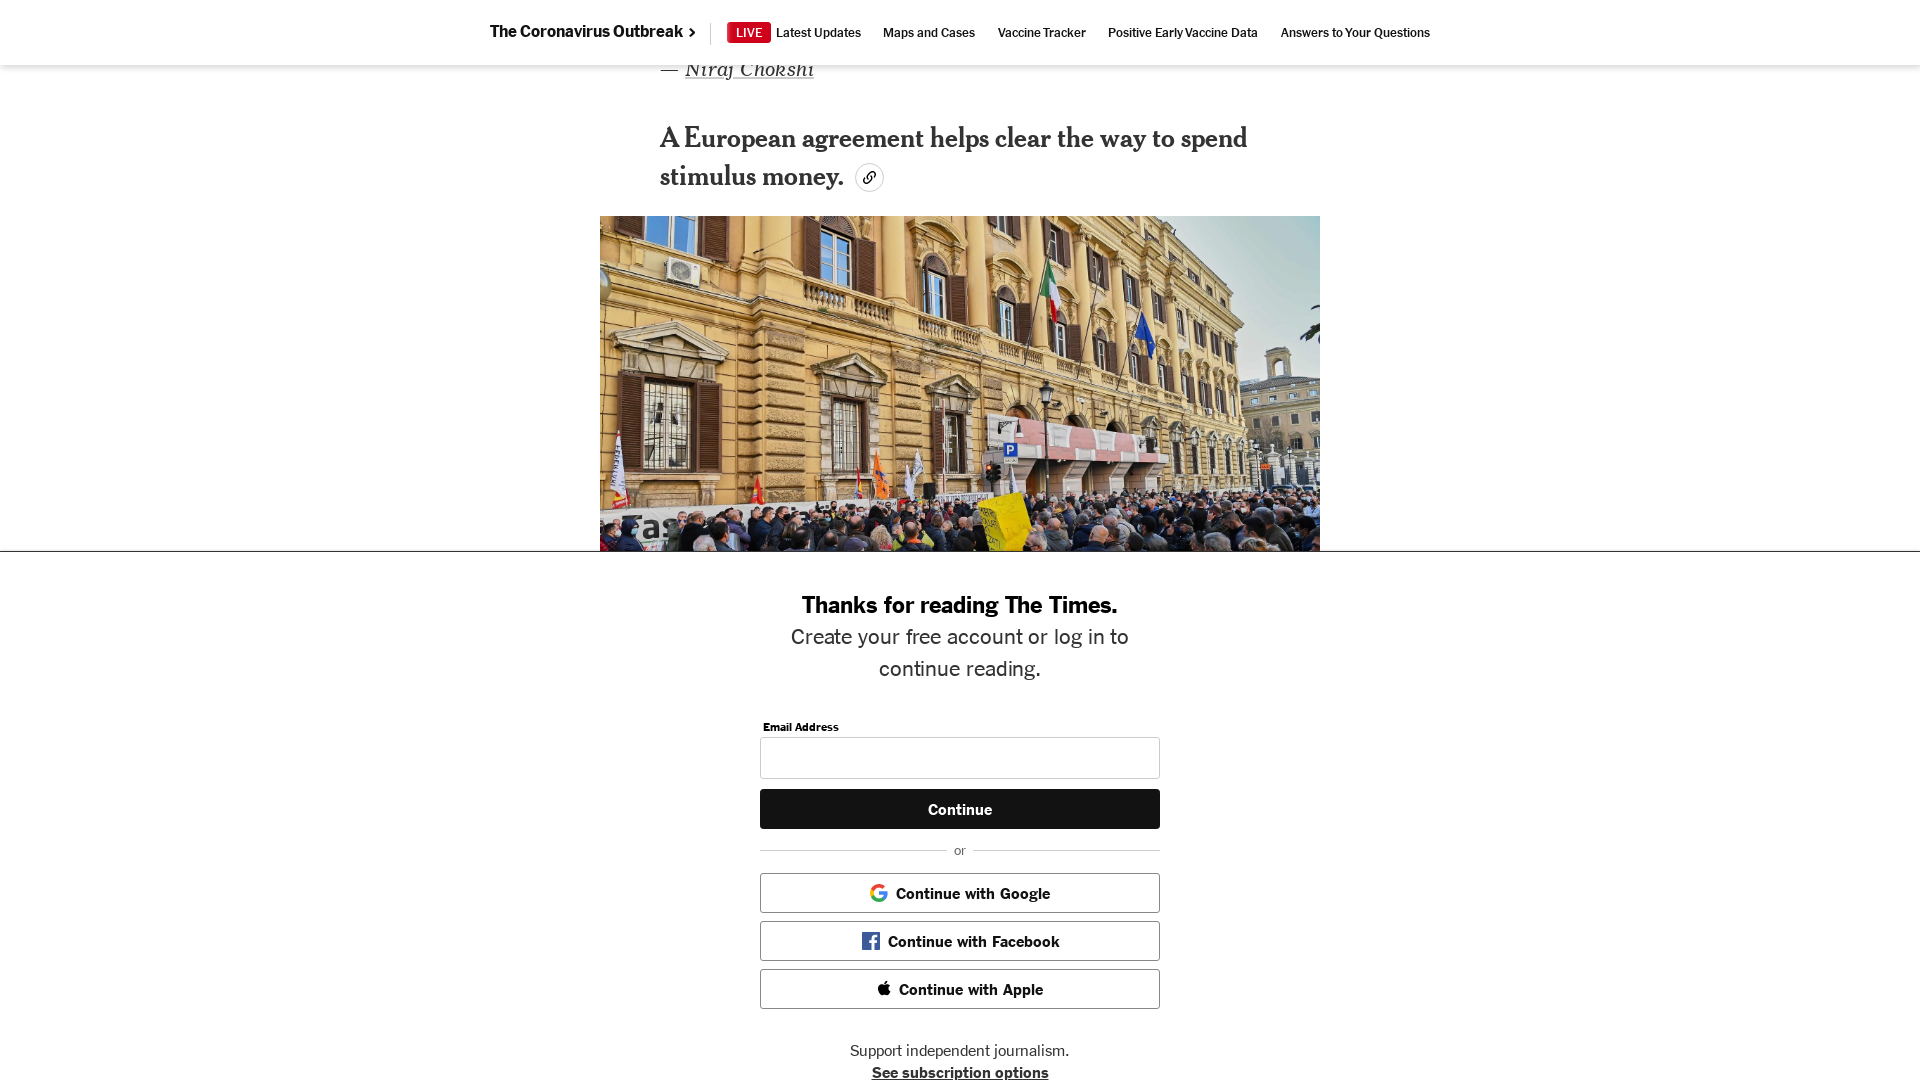 The Coronavirus Outbreak
LIVE Latest Updates Maps and Cases Vaccine Tracker Positive Early Vaccine Data Answers to Your Questions
— Niraj Chokshi
A European agreement helps clear the way to spend
stimulus money.
P
Thanks for reading The Times.
Create your free account or log in to
continue reading.
Email Address
Continue
or
Continue with Google
Continue with Facebook
Continue with Apple
Support independent journalism.
See subscription options